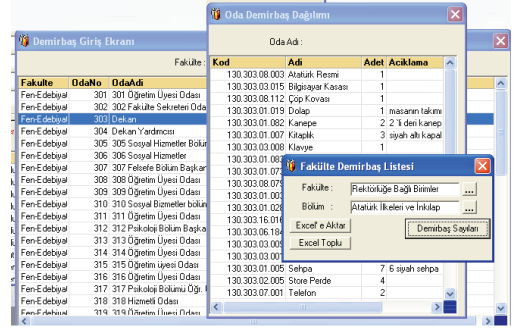 Oda Demirbaş Dağılımı
Oda Adı :
Kod Adi Adet Aciklama
130.303.08.003 Atatürk Resmi 1
130.303.03.015 Bilgisayar Kasası 1
130.303.08.112 Çöp Kovası 1
130.303.01.019 Dolap 1 masanın takımı
130.303.01.082 Kanepe 2 2 'li deri kanep
130.303.01.007 Kitaplık 3 siyah altı kapal
130.303.03.008 Klavye 1
130.303.01.005 Sehpa 7 6 siyah sehpa
130.303.02.005 Store Perde 4
130.303.07.001 Telefon 2
Demirbaş Giriş Ekranı
Fakülte :
Fakulte OdaNo OdaAdi
Fen-Edebiyat 301 301 Öğretim Üyesi Odası
Fen-Edebiyat 302 302 Fakülte Sekreteri Oda
Fen-Edebiyat 303 Dekan
Fen-Edebiyat 304 Dekan Yardımcısı
Fen-Edebiyat 305 305 Sosyal Hizmetler Bölü
Fen-Edebiyat 306 306 Sosyal Hizmetler
Fen-Edebiyat 307 307 Felsefe Bölüm Başkan
Fen-Edebiyat 308 308 Öğretim Üyesi Odası
Fen-Edebiyat 309 309 Öğretim Üyesi Odası
Fen-Edebiyat 310 310 Sosyal Bizmetler bölüm
Fen-Edebiyat 311 311 Öğretim Üyesi Odası
Fen-Edebiyat 312 312 Psikoloji Bölüm Başka
Fen-Edebiyat 313 313 Öğretim Üyesi Odası
Fen-Edebiyat 314 314 Öğretim Üyesi Odası
Fen-Edebiyat 315 315 Öğretim üyesi Odası
Fen-Edebiyat 316 316 Öğretim Üyesi Odası
Fen-Edebiyat 317 317 Psikoloji Bölümü Öğr.
Fen-Edebiyat 318 318 Hizmetli Odası
Fen-Edebiyat 319 319 Öğretim Üyesi Odası
Fakülte Demirbaş Listesi
Fakülte : Rektörlüğe Bağlı Birimler ...
Bölüm : Atatürk İlkeleri ve İnkılap ...
Excel' e Aktar
Demirbaş Sayıları
Excel Toplu